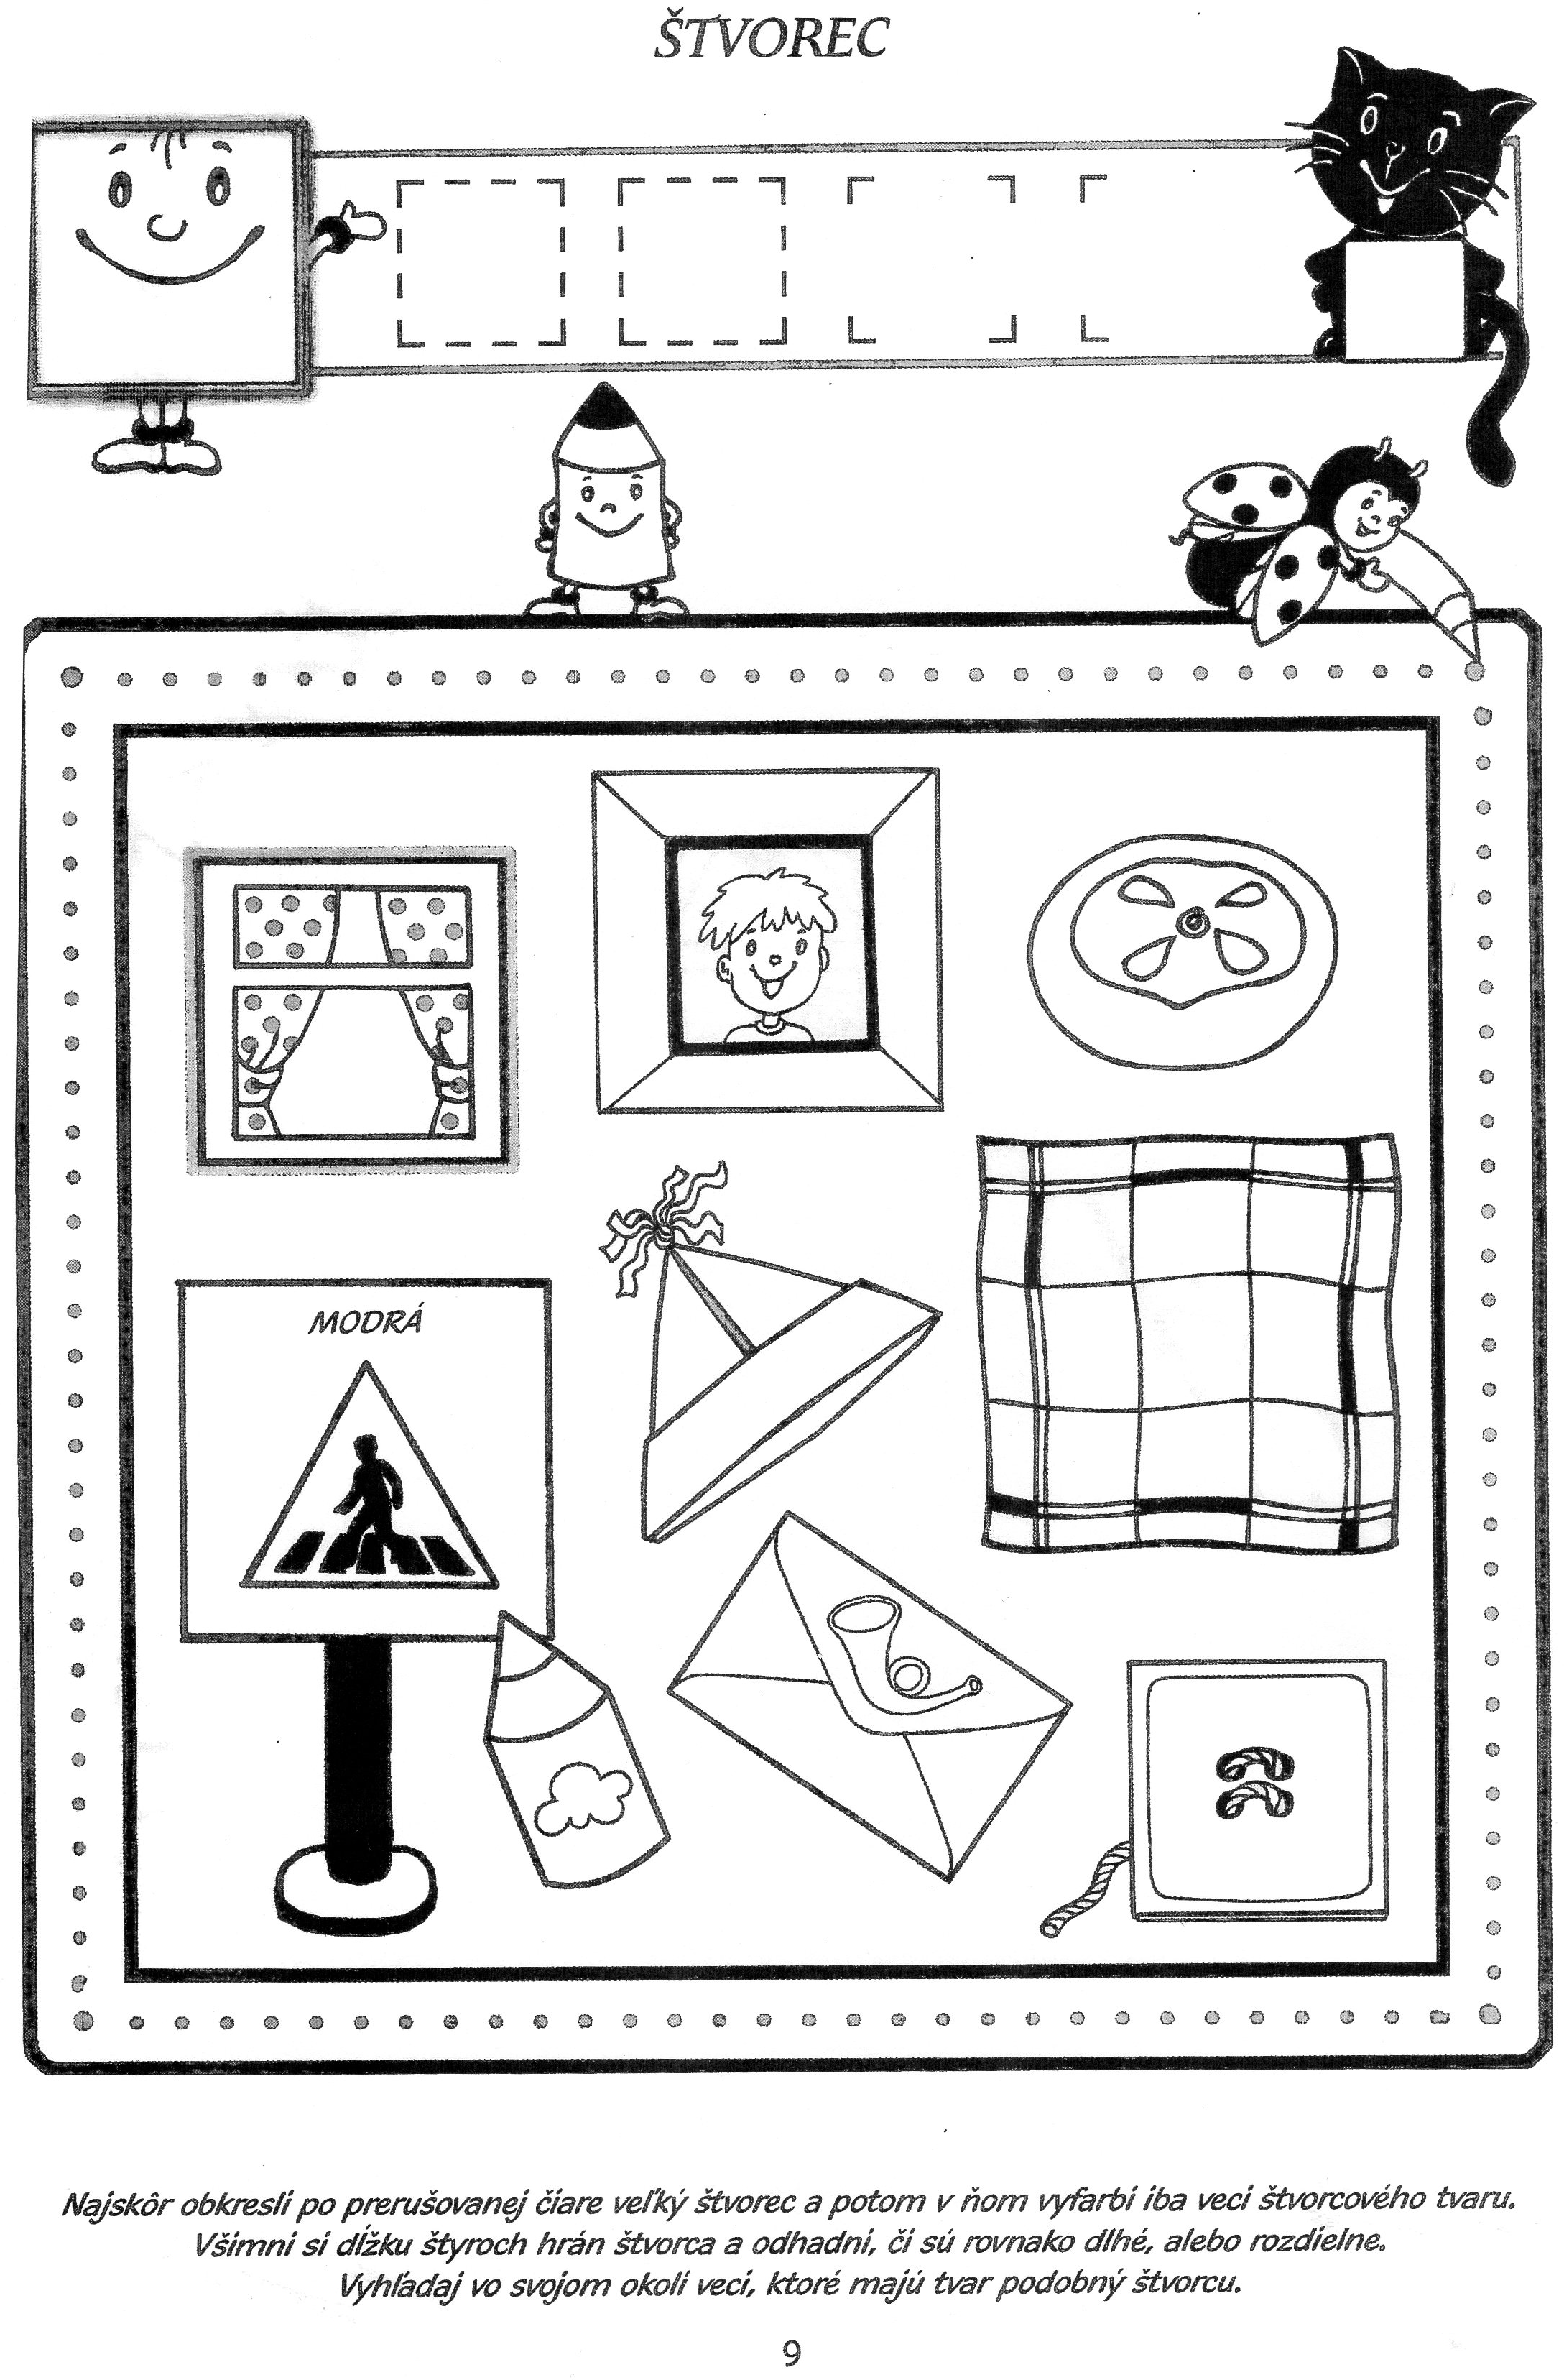 ŠTVOREC
MODRÁ
Najskôr obkresli po prerušovanej čiare veľký štvorec a potom v ňom vyfarbi iba veci štvorcového tvaru.
Všimni si dĺžku štyroch hrán štvorca a odhadni, či sú rovnako dlhé, alebo rozdielne.
Vyhľadaj vo svojom okolí veci, ktoré majú tvar podobný štvorcu.
9